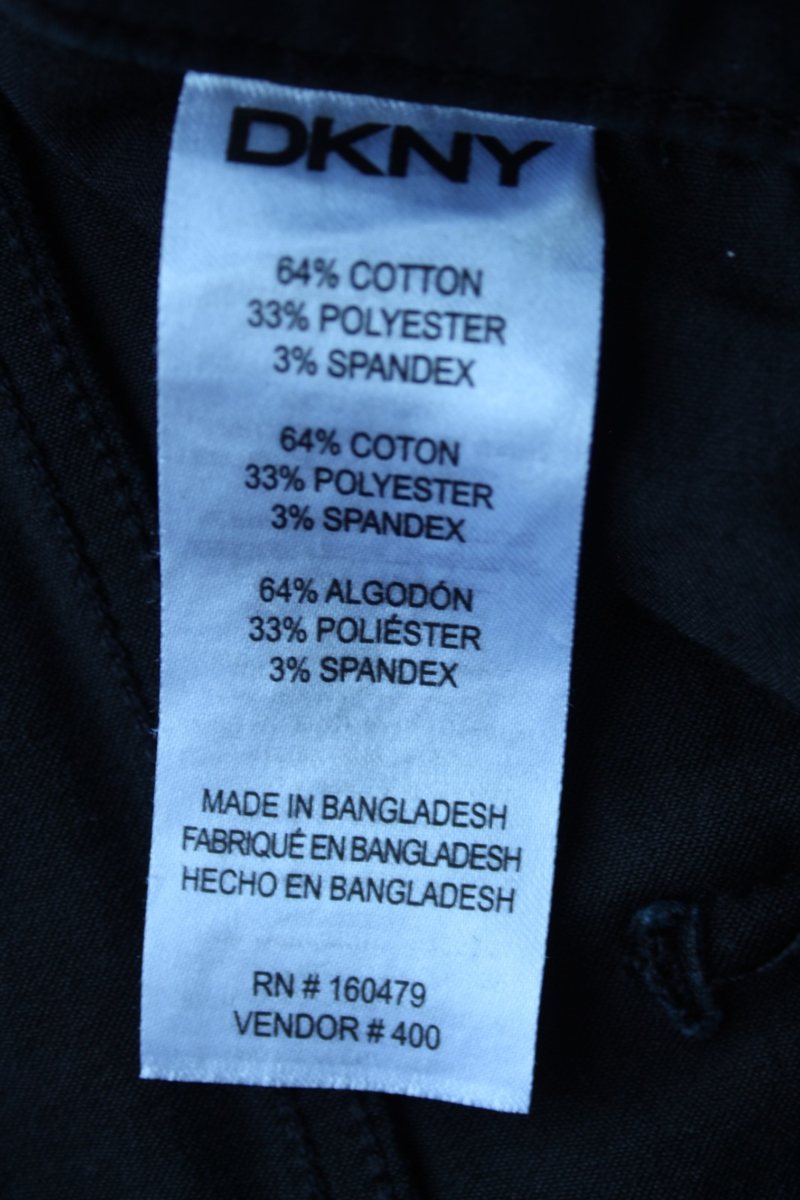 DKNY
64% COTTON
33% POLYESTER
3% SPANDEX
64% COTON
33% POLYESTER
3% SPANDEX
64% ALGODÓN
33% POLIÉSTER
3% SPANDEX
MADE IN BANGLADESH
FABRIQUÉ EN BANGLADESH
HECHO EN BANGLADESH
RN # 160479
VENDOR # 400